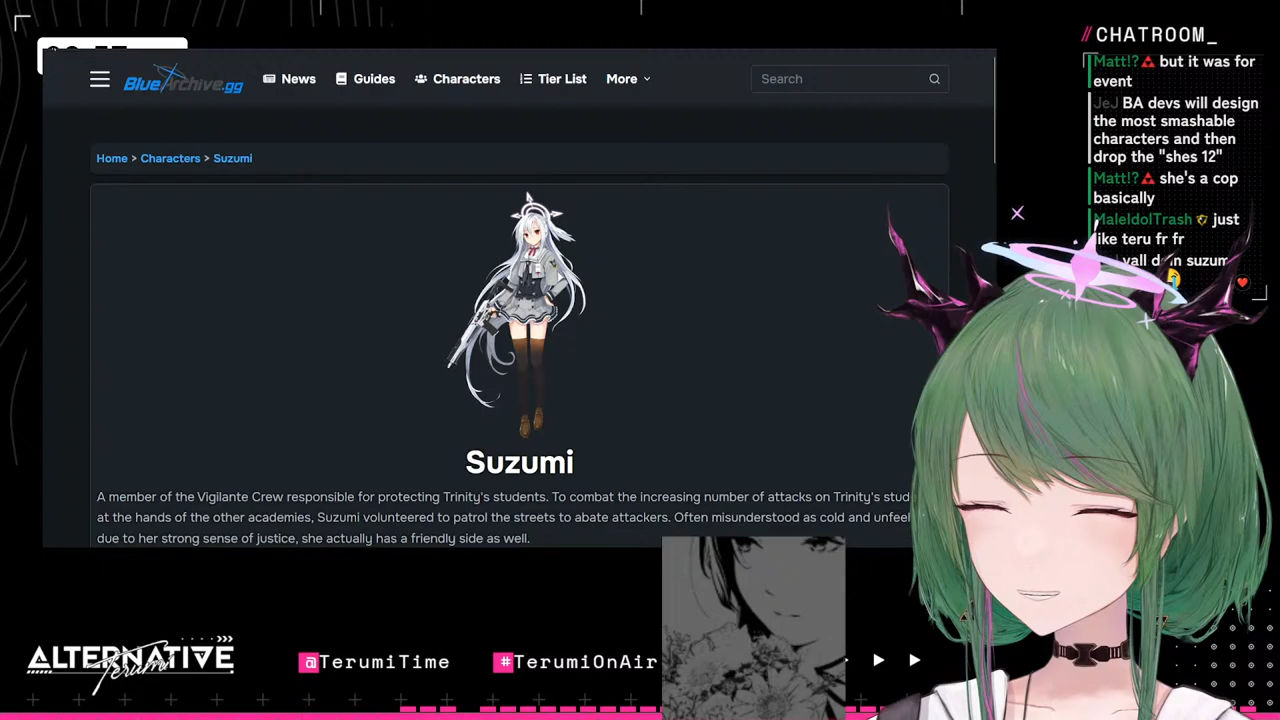 //CHATROOM_
BlueArchive.gg
News
Guides
Characters
Tier List
More
Search
Home > Characters > Suzumi
Suzumi
A member of the Vigilante Crew responsible for protecting Trinity's students. To combat the increasing number of attacks on Trinity's stud
at the hands of the other academies, Suzumi volunteered to patrol the streets to abate attackers. Often misunderstood as cold and unfeel
due to her strong sense of justice, she actually has a friendly side as well.
Matt!? but it was for
event
JeJ BA devs will design
the most smashable
characters and then
drop the "shes 12"
Matt!? she's a cop
basically
MaleIdolTrash just
like teru fr fr
yall
ALTERNATIVE
Terumi
@TerumiTime
#TerumiOnAir